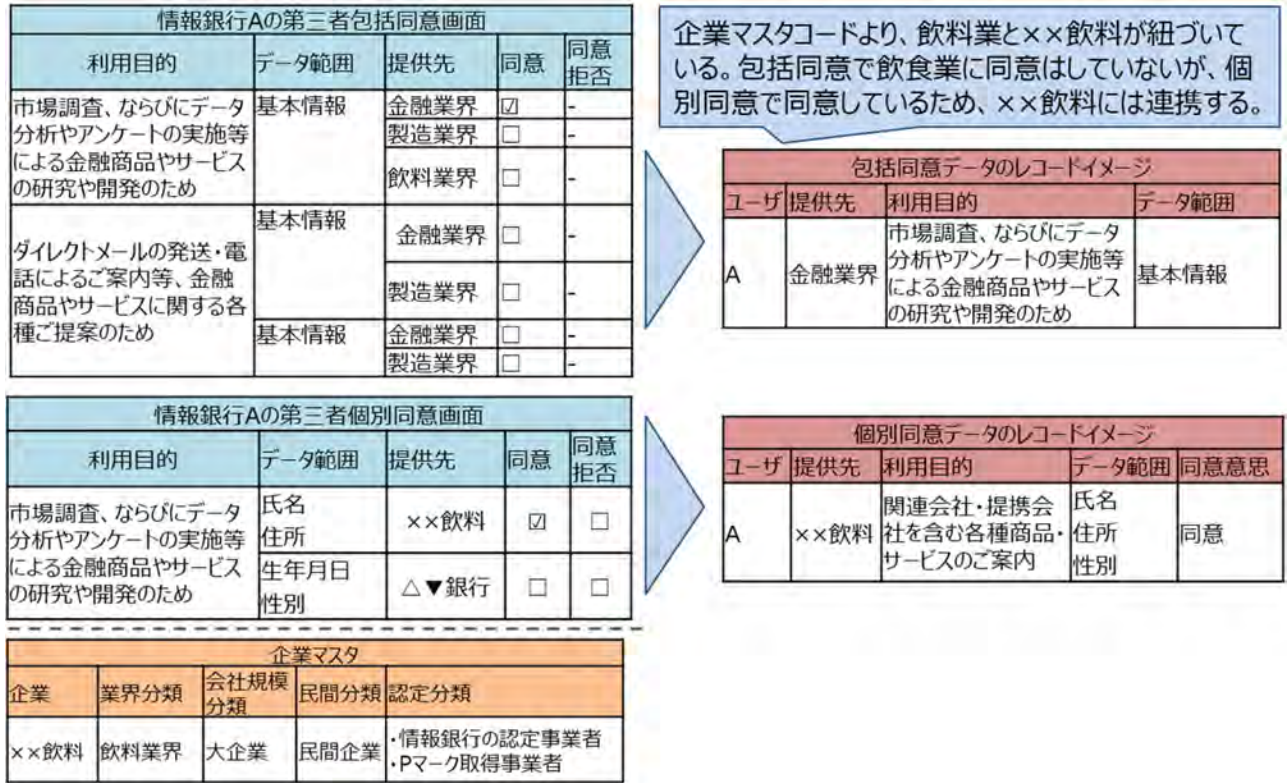 情報銀行Aの第三者包括同意画面
利用目的 データ範囲 提供先 同意 同意
拒否
市場調査、ならびにデータ
分析やアンケートの実施等
による金融商品やサービス
の研究や開発のため
基本情報
金融業界 ☑ -
製造業界 □ -
飲料業界 □ -
ダイレクトメールの発送・電
話によるご案内等、金融
商品やサービスに関する各
種ご提案のため
基本情報
金融業界 □ -
製造業界 □ -
基本情報
金融業界 □ -
製造業界 □ -
企業マスタコードより、飲料業と××飲料が紐づいて
いる。包括同意で飲食業に同意はしていないが、個
別同意で同意しているため、××飲料には連携する。
包括同意データのレコードイメージ
ユーザ 提供先 利用目的 データ範囲
A 金融業界
市場調査、ならびにデータ
分析やアンケートの実施等
による金融商品やサービス
の研究や開発のため
基本情報
情報銀行Aの第三者個別同意画面
利用目的 データ範囲 提供先 同意 同意
拒否
市場調査、ならびにデータ
分析やアンケートの実施等
による金融商品やサービス
の研究や開発のため
氏名
住所
生年月日
性別
××飲料 ☑ □
△▼銀行 □ □
個別同意データのレコードイメージ
ユーザ 提供先 利用目的 データ範囲 同意意思
A ××飲料
関連会社・提携会
社を含む各種商品・
サービスのご案内
氏名
住所
性別
同意
企業マスタ
企業 業界分類 会社規模
分類 民間分類 認定分類
××飲料 飲料業界 大企業 民間企業
・情報銀行の認定事業者
・Pマーク取得事業者